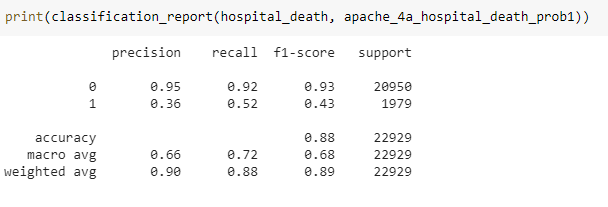 print(classification_report(hospital_death, apache_4a_hospital_death_prob1))
precision recall f1-score support
0 0.95 0.92 0.93 20950
1 0.36 0.52 0.43 1979
accuracy 0.88 22929
macro avg 0.66 0.72 0.68 22929
weighted avg 0.90 0.88 0.89 22929